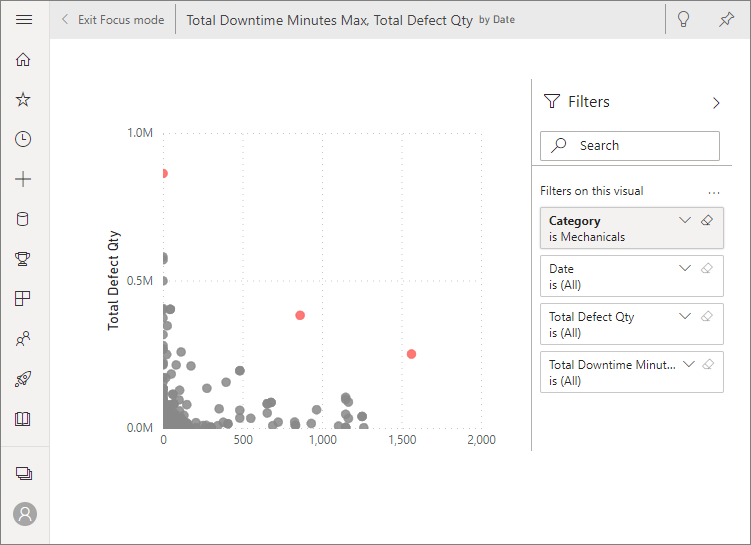 Exit Focus mode
Total Downtime Minutes Max, Total Defect Qty by Date
Total Defect Qty
1.0M
0.5M
0.0M
0
500
1,000
1,500
2,000
Filters
Search
Filters on this visual
...
Category
is Mechanicals
Date
is (All)
Total Defect Qty
is (All)
Total Downtime Minut...
is (All)